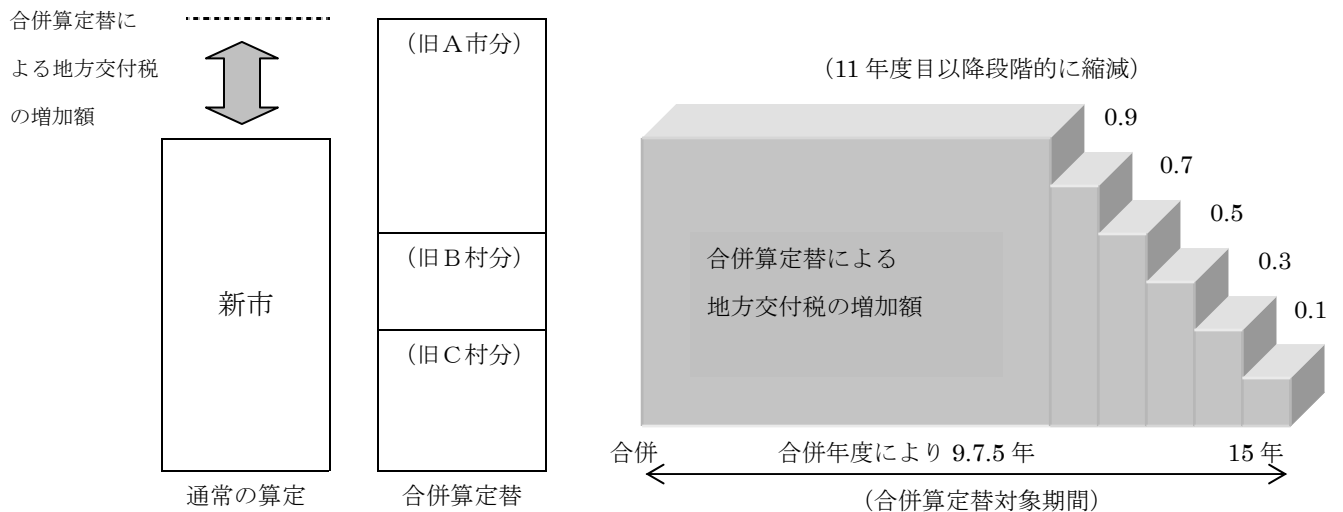 合併算定替に
よる地方交付税
の増加額
(旧A市分)
(旧B村分)
(旧C村分)
新市
通常の算定
合併算定替
(11 年度目以降段階的に縮減)
0.9
0.7
0.5
0.3
0.1
合併算定替による
地方交付税の増加額
合併
合併年度により 9.7.5 年
15 年
(合併算定替対象期間)